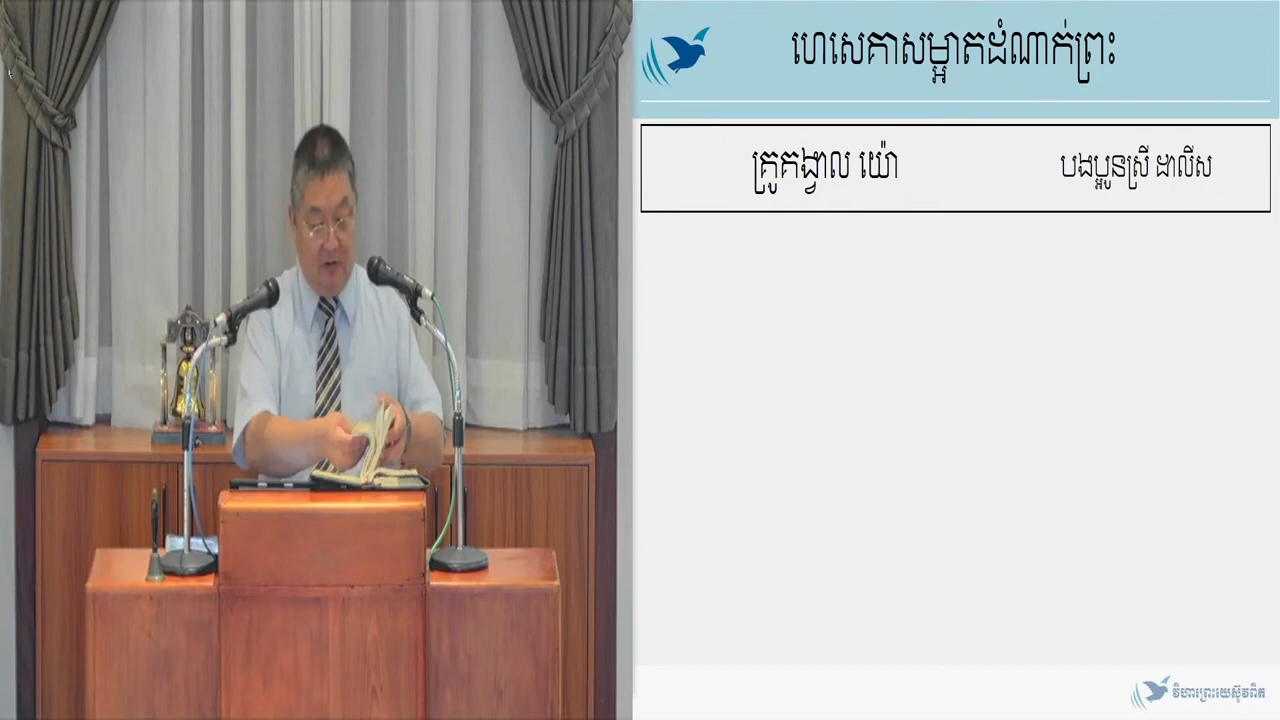 ហេសេគាសម្អាតដំណាក់ព្រះ
គ្រូគង្វាល យ៉ោ
បងប្អូនស្រី ដាលីស
វិហារព្រះយេស៊ូវពិត